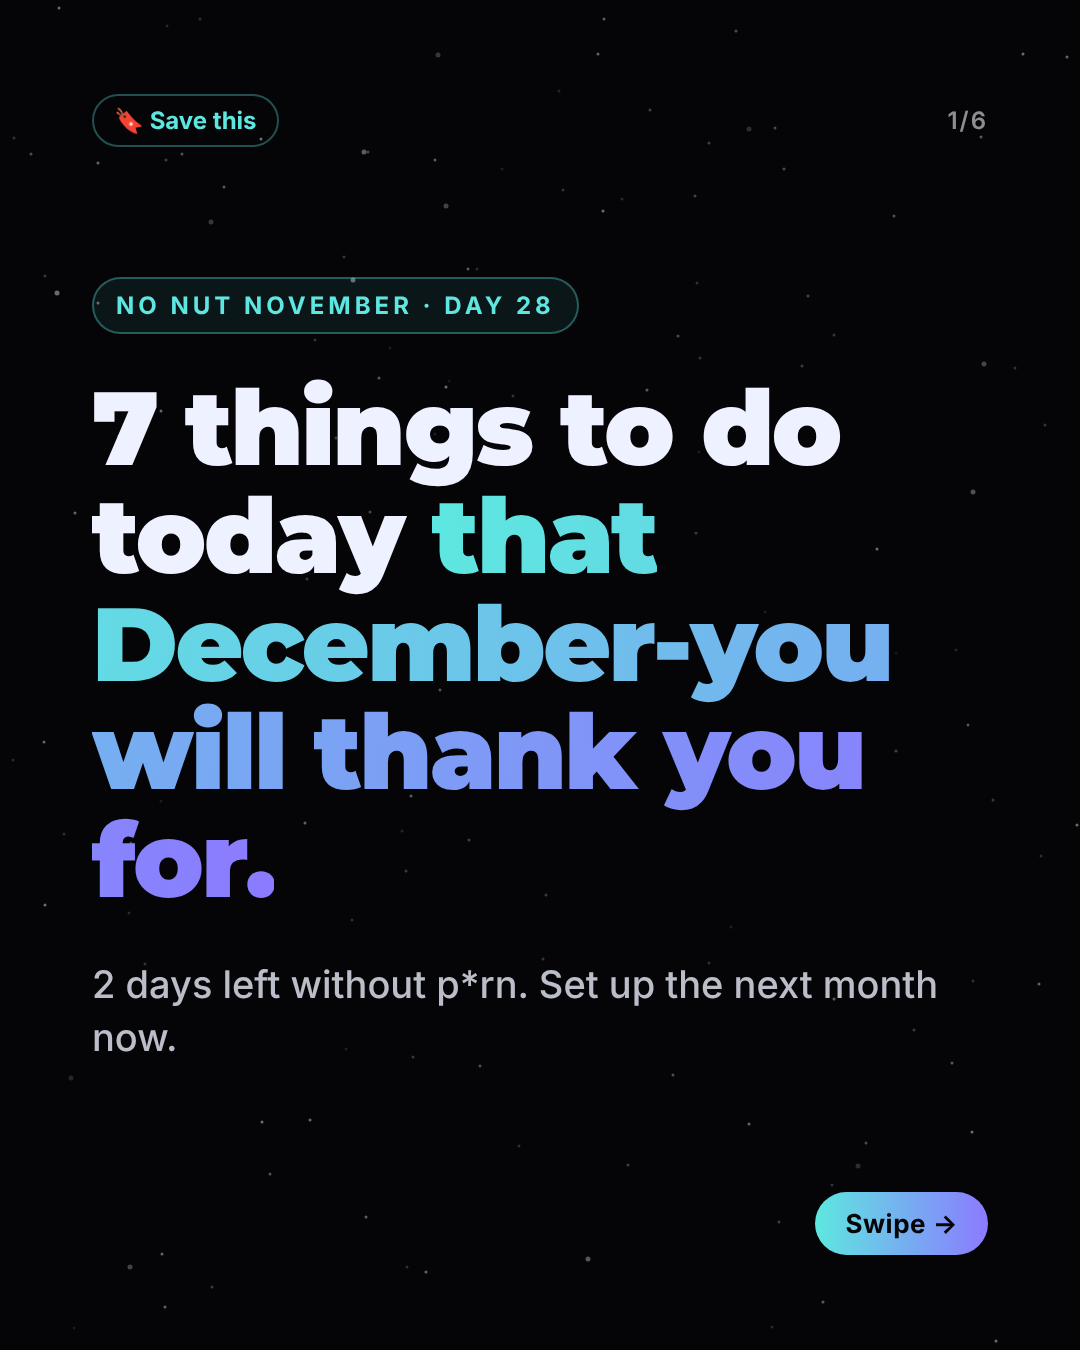 🔖 Save this
1/6
NO NUT NOVEMBER · DAY 28
7 things to do
today that
December-you
will thank you
for.
2 days left without p*rn. Set up the next month
now.
Swipe →